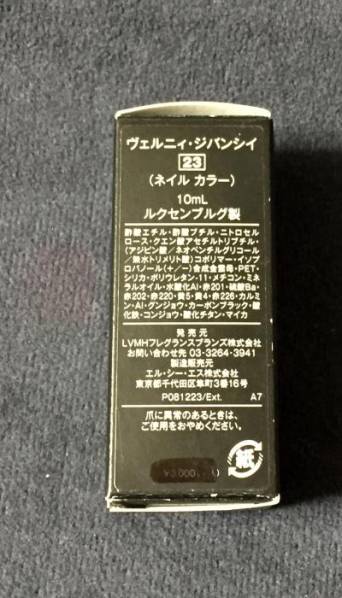 ヴェルニィ・ジバンシイ
23
(ネイル カラー)
10mL
ルクセンブルグ製
酢酸エチル・酢酸ブチル・ニトロセル
ロース・クエン酸アセチルトリブチル・
(アジピン酸/ネオペンチルグリコール
/無水トリメリト酸)コポリマー・イソプ
ロパノール(+/−)合成金雲母・PET・
シリカ・ポリウレタン-11・メチコン・ミネ
ラルオイル・水酸化Al・赤201・硫酸Ba・
赤202・赤220・黄5・黄4・赤226・カルミ
ン・Al・グンジョウ・カーボンブラック・酸
化鉄・コンジョウ・酸化チタン・マイカ
発売元
LVMHフレグランスブランズ株式会社
お問い合わせ先 03-3264-3941
製造販売元
エル・シー・エス株式会社
東京都千代田区隼町3番16号
P081223/Ext. A7
爪に異常のあるときは、
ご使用をおやめください。
紙